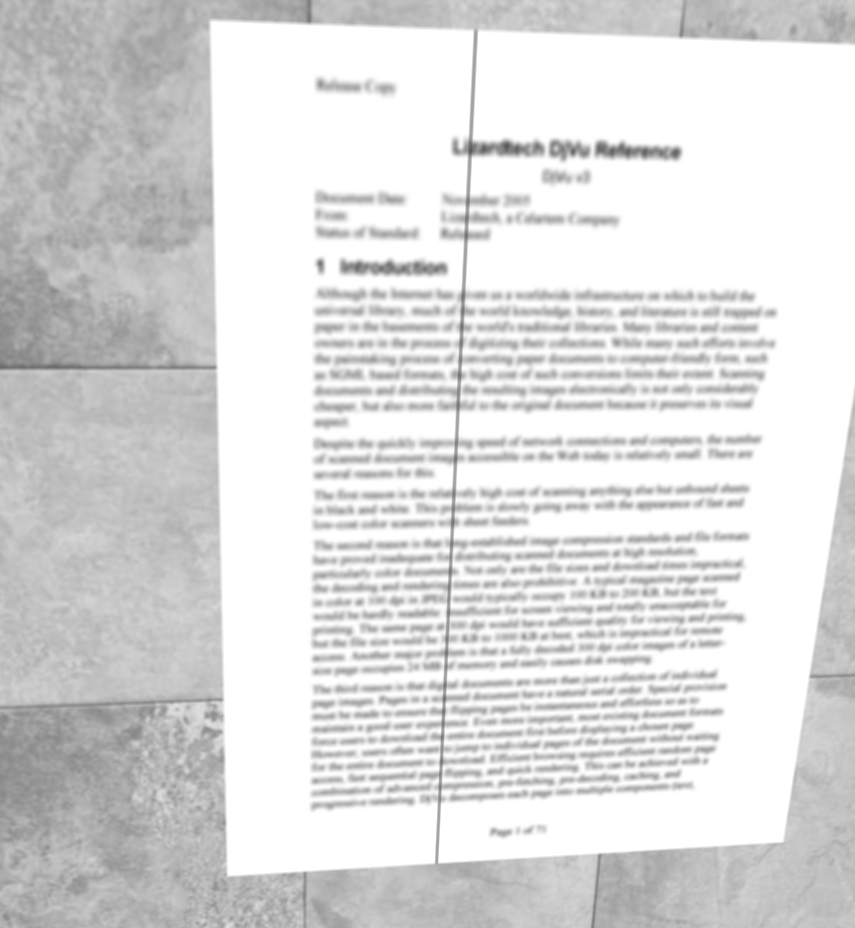 Release Copy
Lizardtech DjVu Reference
DjVu v3
Document Date: November 2005
From: Lizardtech, a Celartem Company
Status of Standard: Released
1 Introduction
Although the Internet has given us a worldwide infrastructure on which to build the
universal library, much of the world knowledge, history, and literature is still trapped on
paper in the basements of the world's traditional libraries. Many libraries and content
owners are in the process of digitizing their collections. While many such efforts involve
the painstaking process of converting paper documents to computer-friendly form, such
as SGML based formats, the high cost of such conversions limits their extent. Scanning
documents and distributing the resulting images electronically is not only considerably
cheaper, but also more faithful to the original document because it preserves its visual
aspect.
Despite the quickly improving speed of network connections and computers, the number
of scanned document images accessible on the Web today is relatively small. There are
several reasons for this.
The first reason is the relatively high cost of scanning anything else but unbound sheets
in black and white. This problem is slowly going away with the appearance of fast and
low-cost color scanners with sheet feeders.
The second reason is that long-established image compression standards and file formats
have proved inadequate for distributing scanned documents at high resolution,
particularly color documents. Not only are the file sizes and download times impractical,
the decoding and rendering times are also prohibitive. A typical magazine page scanned
in color at 100 dpi in JPEG would typically occupy 100 KB to 200 KB, but the text
would be hardly readable: insufficient for screen viewing and totally unacceptable for
printing. The same page at 300 dpi would have sufficient quality for viewing and printing,
but the file size would be 300 KB to 1000 KB at best, which is impractical for remote
access. Another major problem is that a fully decoded 300 dpi color images of a letter-
size page occupies 24 MB of memory and easily causes disk swapping.
The third reason is that digital documents are more than just a collection of individual
page images. Pages in a scanned document have a natural serial order. Special provision
must be made to ensure that flipping pages be instantaneous and effortless so as to
maintain a good user experience. Even more important, most existing document formats
force users to download the entire document first before displaying a chosen page.
However, users often want to jump to individual pages of the document without waiting
for the entire document to download. Efficient browsing requires efficient random page
access, fast sequential page flipping, and quick rendering. This can be achieved with a
combination of advanced compression, pre-fetching, pre-decoding, caching, and
progressive rendering. DjVu decomposes each page into multiple components (text,
Page 1 of 71